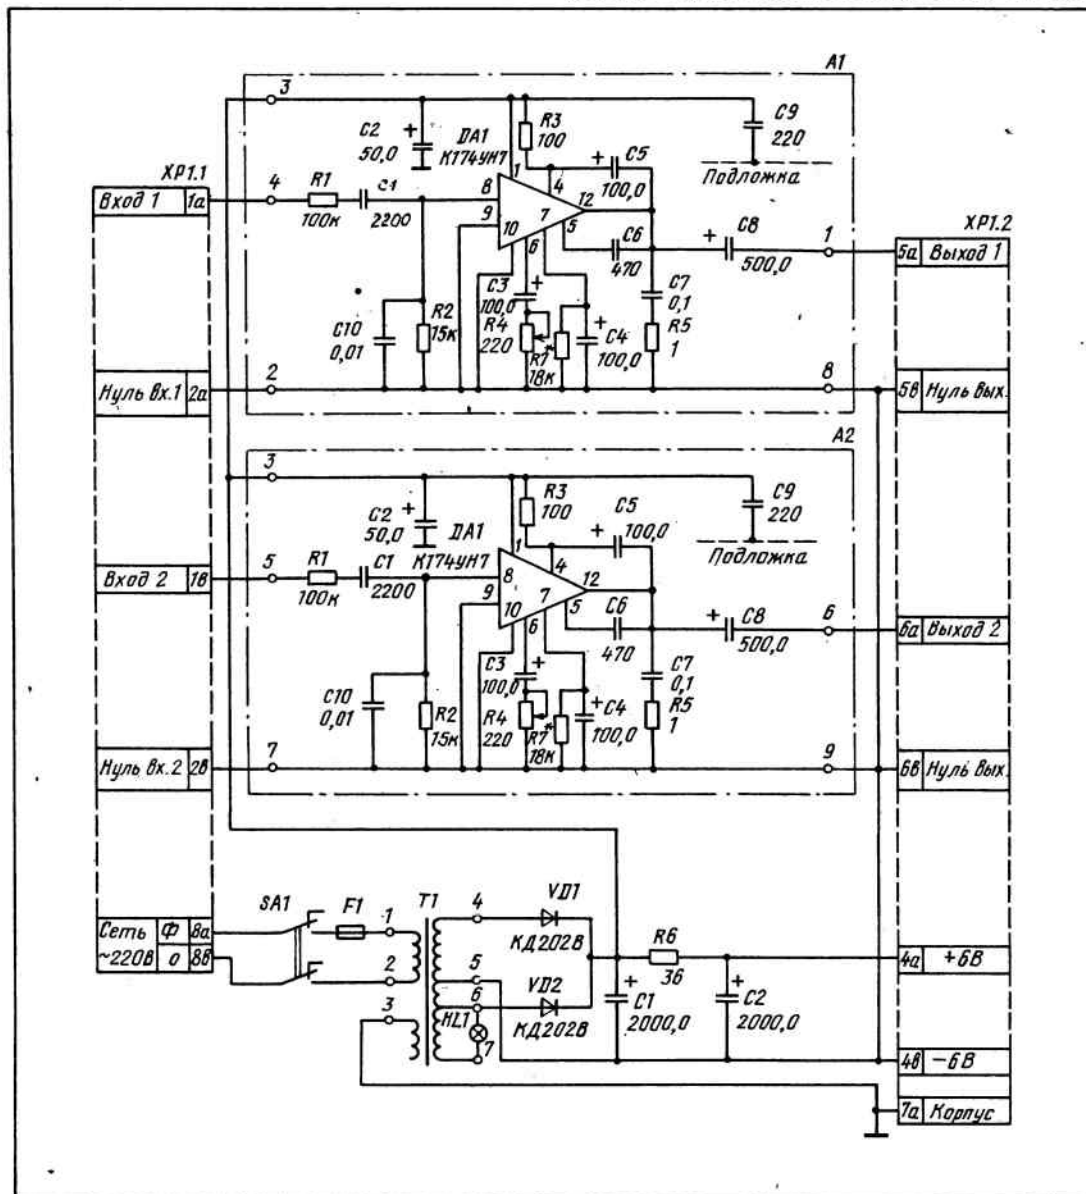 A1
3
C2
+
50,0
DA1
К174УН7
R3
100
C9
220
Подложка
XP1.1
Вход 1
1а
4
R1
100к
C1
2200
8
9
10
1
4
7
12
6
5
+
C5
100,0
C6
470
+
C8
500,0
1
XP1.2
5а
Выход 1
C3
+
100,0
R4
220
R7
18к
+
C4
100,0
C7
0,1
R5
1
C10
0,01
R2
15к
Нуль Вх.1
2а
2
8
5в
Нуль Вых.
A2
3
C2
+
50,0
DA1
К174УН7
R3
100
+
C5
100,0
C9
220
Подложка
Вход 2
1в
5
R1
100к
C1
2200
8
9
10
1
4
7
12
6
5
C6
470
+
C8
500,0
6
6а
Выход 2
C3
+
100,0
R4
220
R7
*
18к
+
C4
100,0
C7
0,1
R5
1
C10
0,01
R2
15к
Нуль Вх.2
2в
7
9
6в
Нуль Вых.
SA1
F1
1
2
3
T1
4
5
6
7
HL1
VD1
КД202В
VD2
КД202В
Сеть
~220В
Ф
8а
0
8в
R6
36
+
C1
2000,0
+
C2
2000,0
4а
+6В
4в
-6В
7а
Корпус